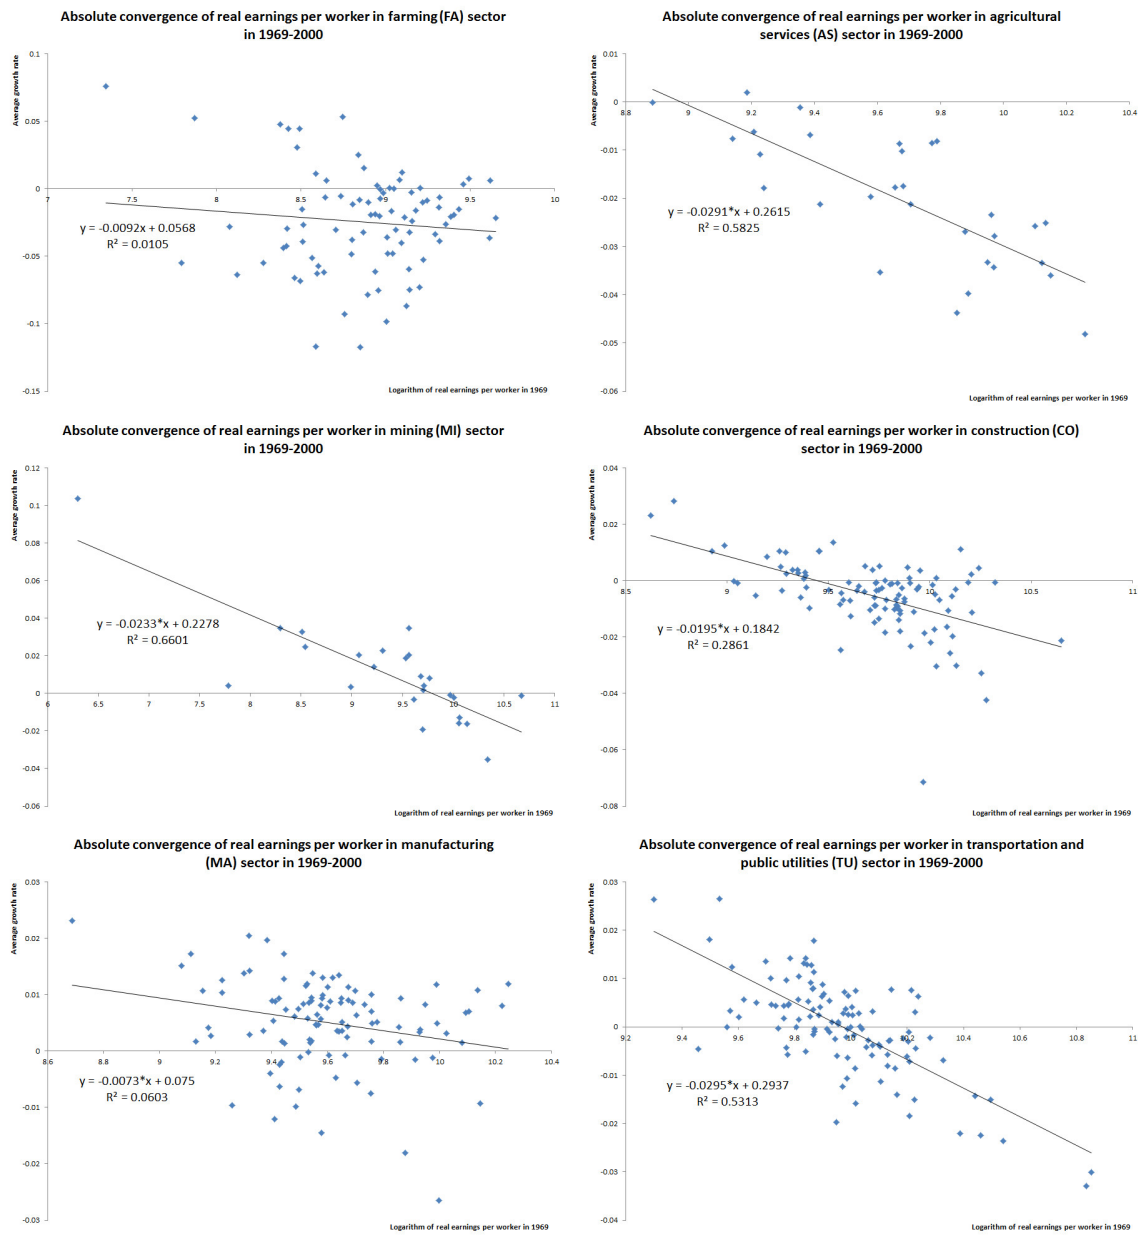 Absolute convergence of real earnings per worker in farming (FA) sector
in 1969-2000
Average growth rate
0.1
0.05
0
-0.05
-0.1
-0.15
7
7.5
8
8.5
9
9.5
10
y = -0.0092x + 0.0568
R² = 0.0105
Logarithm of real earnings per worker in 1969
Absolute convergence of real earnings per worker in agricultural
services (AS) sector in 1969-2000
Average growth rate
0.01
0
-0.01
-0.02
-0.03
-0.04
-0.05
-0.06
8.8
9
9.2
9.4
9.6
9.8
10
10.2
10.4
y = -0.0291*x + 0.2615
R² = 0.5825
Logarithm of real earnings per worker in 1969
Absolute convergence of real earnings per worker in mining (MI) sector
in 1969-2000
Average growth rate
0.12
0.1
0.08
0.06
0.04
0.02
0
-0.02
-0.04
-0.06
6
6.5
7
7.5
8
8.5
9
9.5
10
10.5
11
y = -0.0233*x + 0.2278
R² = 0.6601
Logarithm of real earnings per worker in 1969
Absolute convergence of real earnings per worker in construction (CO)
sector in 1969-2000
Average growth rate
0.04
0.02
0
-0.02
-0.04
-0.06
-0.08
8.5
9
9.5
10
10.5
11
y = -0.0195*x + 0.1842
R² = 0.2861
Logarithm of real earnings per worker in 1969
Absolute convergence of real earnings per worker in manufacturing
(MA) sector in 1969-2000
Average growth rate
0.03
0.02
0.01
0
-0.01
-0.02
-0.03
8.6
8.8
9
9.2
9.4
9.6
9.8
10
10.2
10.4
y = -0.0073*x + 0.075
R² = 0.0603
Logarithm of real earnings per worker in 1969
Absolute convergence of real earnings per worker in transportation and
public utilities (TU) sector in 1969-2000
Average growth rate
0.03
0.02
0.01
0
-0.01
-0.02
-0.03
-0.04
9.2
9.4
9.6
9.8
10
10.2
10.4
10.6
10.8
11
y = -0.0295*x + 0.2937
R² = 0.5313
Logarithm of real earnings per worker in 1969